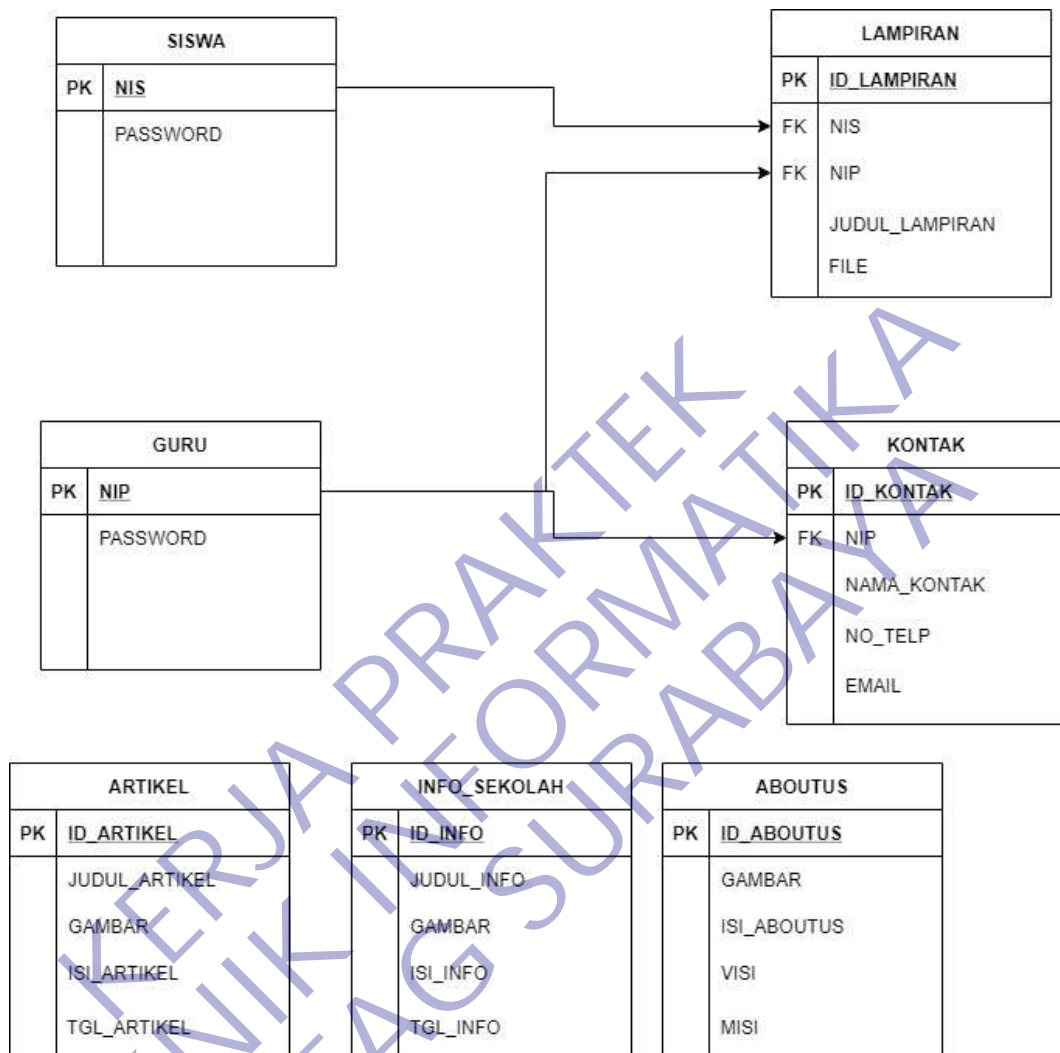 SISWA
PK NIS
PASSWORD
LAMPIRAN
PK ID_LAMPIRAN
FK NIS
FK NIP
JUDUL_LAMPIRAN
FILE
GURU
PK NIP
PASSWORD
KONTAK
PK ID_KONTAK
FK NIP
NAMA_KONTAK
NO_TELP
EMAIL
ARTIKEL
PK ID_ARTIKEL
JUDUL_ARTIKEL
GAMBAR
ISI_ARTIKEL
TGL_ARTIKEL
INFO_SEKOLAH
PK ID_INFO
JUDUL_INFO
GAMBAR
ISI_INFO
TGL_INFO
ABOUTUS
PK ID_ABOUTUS
GAMBAR
ISI_ABOUTUS
VISI
MISI
KERJA PRAKTEK
NIK INFORMATIKA
AG SURABAYA